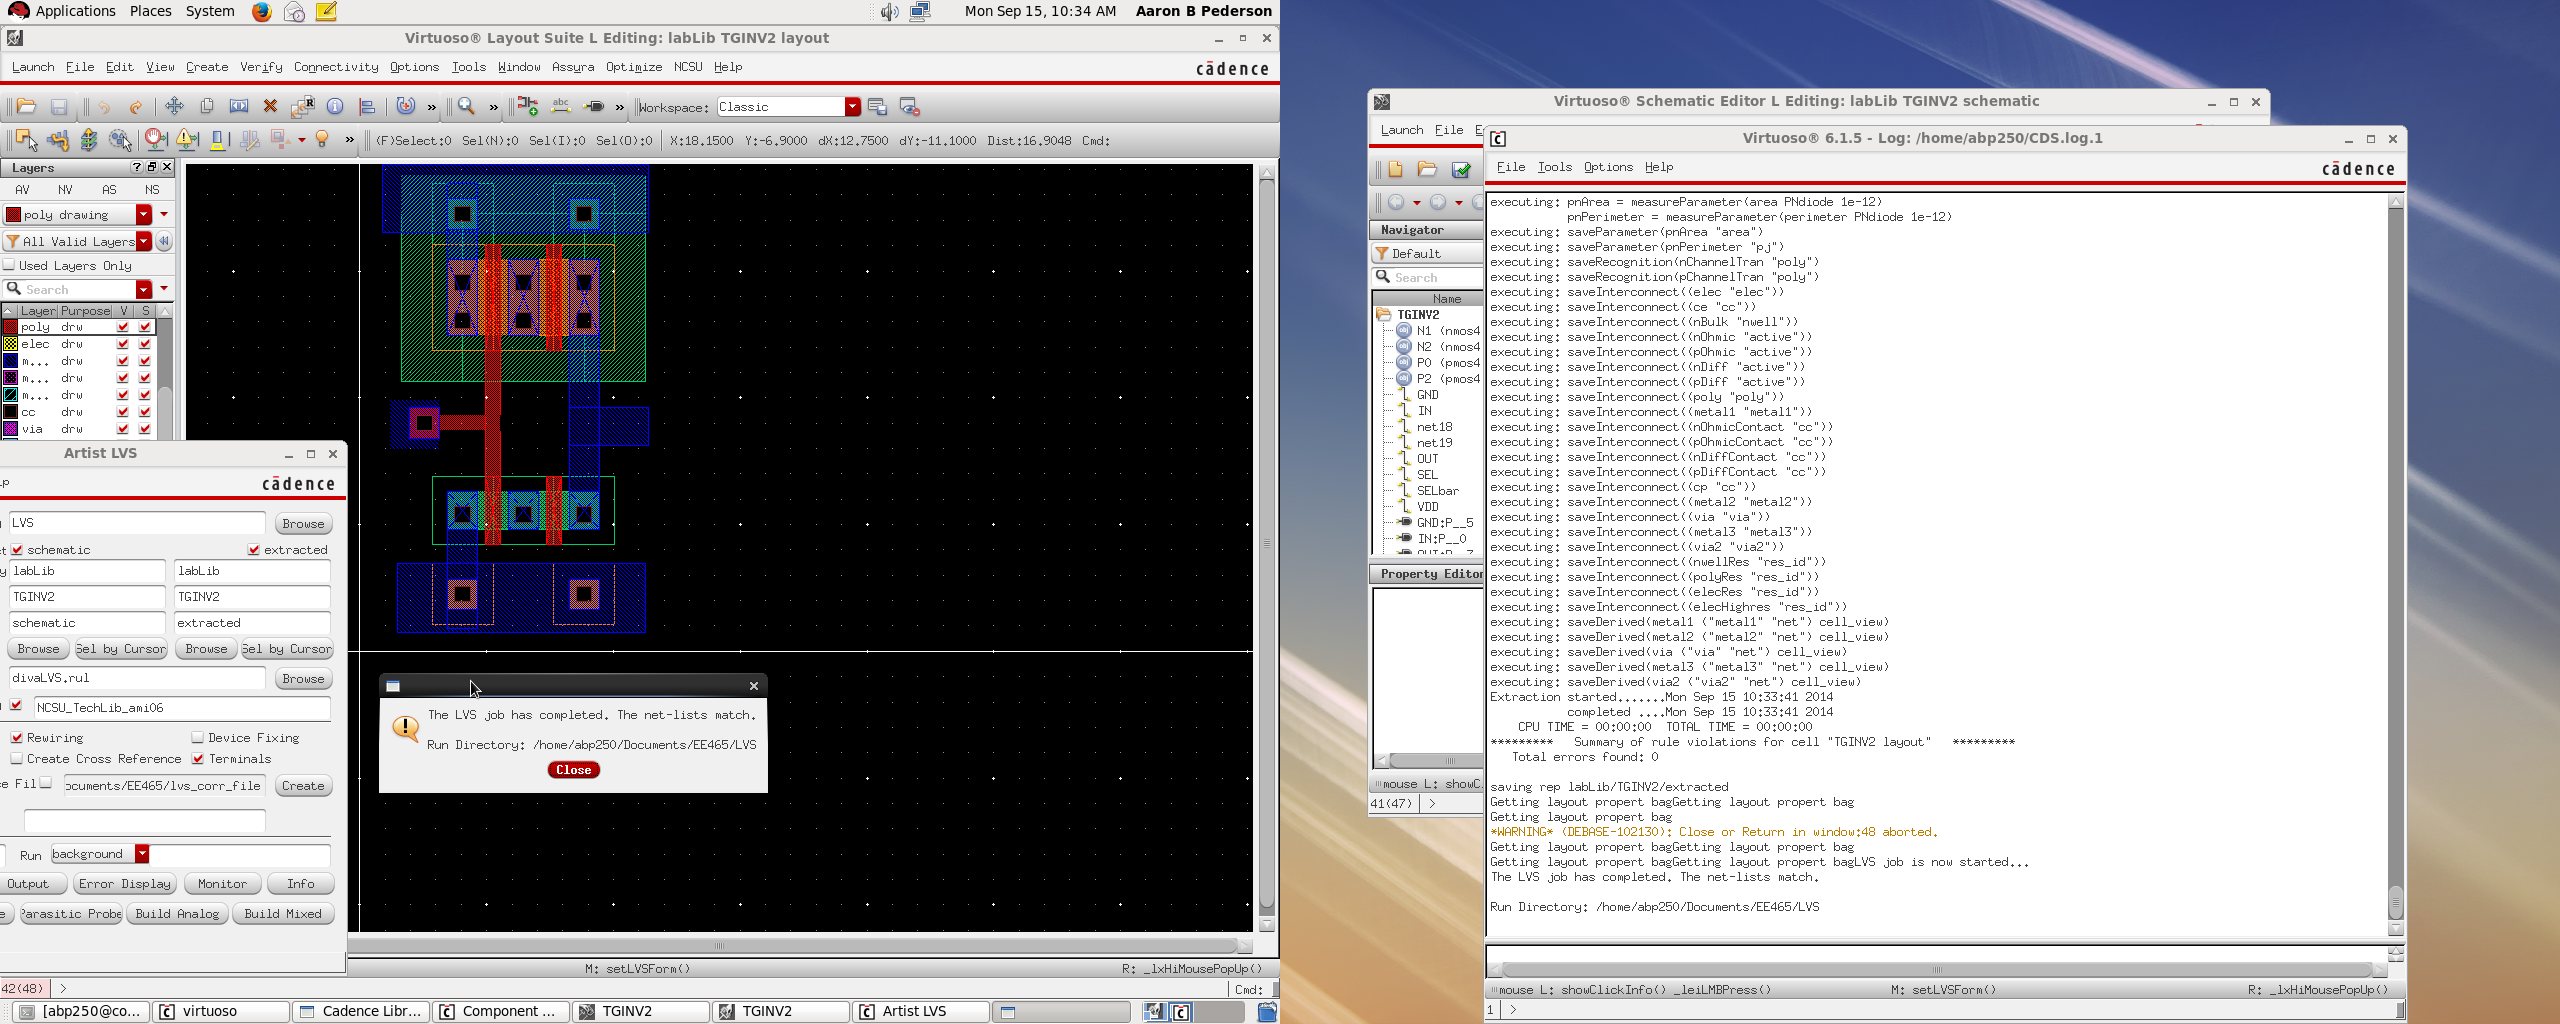 Applications Places System
Mon Sep 15, 10:34 AM Aaron B Pederson
Virtuoso® Layout Suite L Editing: labLib TGINV2 layout
Launch File Edit View Create Verify Connectivity Options Tools Window Assura Optimize NCSU Help
cādence
Workspace: Classic
(F)Select:0 Sel(N):0 Sel(I):0 Sel(O):0 X:18.1500 Y:-6.9000 dX:12.7500 dY:-11.1000 Dist:16.9048 Cmd:
Layers
AV NV AS NS
poly drawing
All Valid Layers
Used Layers Only
Search
Layer Purpose V S
poly drw
elec drw
m... drw
m... drw
m... drw
cc drw
via drw
Artist LVS
cādence
LVS Browse
schematic extracted
labLib labLib
TGINV2 TGINV2
schematic extracted
Browse Sel by Cursor Browse Sel by Cursor
divaLVS.rul Browse
NCSU_TechLib_ami06
Rewiring Device Fixing
Create Cross Reference Terminals
ocuments/EE465/lvs_corr_file Create
Run background
Output Error Display Monitor Info
Parasitic Probe Build Analog Build Mixed
The LVS job has completed. The net-lists match.
Run Directory: /home/abp250/Documents/EE465/LVS
Close
M: setLVSForm() R: _lxHiMousePopUp()
42(48) > Cmd:
[abp250@co... virtuoso Cadence Libr... Component ... TGINV2 TGINV2 Artist LVS
Virtuoso® Schematic Editor L Editing: labLib TGINV2 schematic
Launch File E
Navigator
Default
Search
Name
TGINV2
N1 (nmos4
N2 (nmos4
P0 (pmos4
P2 (pmos4
GND
IN
net18
net19
OUT
SEL
SELbar
VDD
GND:P__5
IN:P__0
OUT:P__7
Property Editor
mouse L: showC
41(47) >
Virtuoso® 6.1.5 - Log: /home/abp250/CDS.log.1
File Tools Options Help
cādence
executing: pnArea = measureParameter(area PNdiode 1e-12)
pnPerimeter = measureParameter(perimeter PNdiode 1e-12)
executing: saveParameter(pnArea "area")
executing: saveParameter(pnPerimeter "pj")
executing: saveRecognition(nChannelTran "poly")
executing: saveRecognition(pChannelTran "poly")
executing: saveInterconnect((elec "elec"))
executing: saveInterconnect((ce "cc"))
executing: saveInterconnect((nBulk "nwell"))
executing: saveInterconnect((nOhmic "active"))
executing: saveInterconnect((pOhmic "active"))
executing: saveInterconnect((nDiff "active"))
executing: saveInterconnect((pDiff "active"))
executing: saveInterconnect((poly "poly"))
executing: saveInterconnect((metal1 "metal1"))
executing: saveInterconnect((nOhmicContact "cc"))
executing: saveInterconnect((pOhmicContact "cc"))
executing: saveInterconnect((nDiffContact "cc"))
executing: saveInterconnect((pDiffContact "cc"))
executing: saveInterconnect((cp "cc"))
executing: saveInterconnect((metal2 "metal2"))
executing: saveInterconnect((via "via"))
executing: saveInterconnect((metal3 "metal3"))
executing: saveInterconnect((via2 "via2"))
executing: saveInterconnect((nwellRes "res_id"))
executing: saveInterconnect((polyRes "res_id"))
executing: saveInterconnect((elecRes "res_id"))
executing: saveInterconnect((elecHighres "res_id"))
executing: saveDerived(metal1 ("metal1" "net") cell_view)
executing: saveDerived(metal2 ("metal2" "net") cell_view)
executing: saveDerived(via ("via" "net") cell_view)
executing: saveDerived(metal3 ("metal3" "net") cell_view)
executing: saveDerived(via2 ("via2" "net") cell_view)
Extraction started.......Mon Sep 15 10:33:41 2014
completed ....Mon Sep 15 10:33:41 2014
CPU TIME = 00:00:00 TOTAL TIME = 00:00:00
********* Summary of rule violations for cell "TGINV2 layout" *********
Total errors found: 0
saving rep labLib/TGINV2/extracted
Getting layout propert bagGetting layout propert bag
Getting layout propert bag
*WARNING* (DEBASE-102130): Close or Return in window:48 aborted.
Getting layout propert bagGetting layout propert bag
Getting layout propert bagGetting layout propert bagLVS job is now started...
The LVS job has completed. The net-lists match.
Run Directory: /home/abp250/Documents/EE465/LVS
mouse L: showClickInfo() _leiLMBPress() M: setLVSForm() R: _lxHiMousePopUp()
1 >